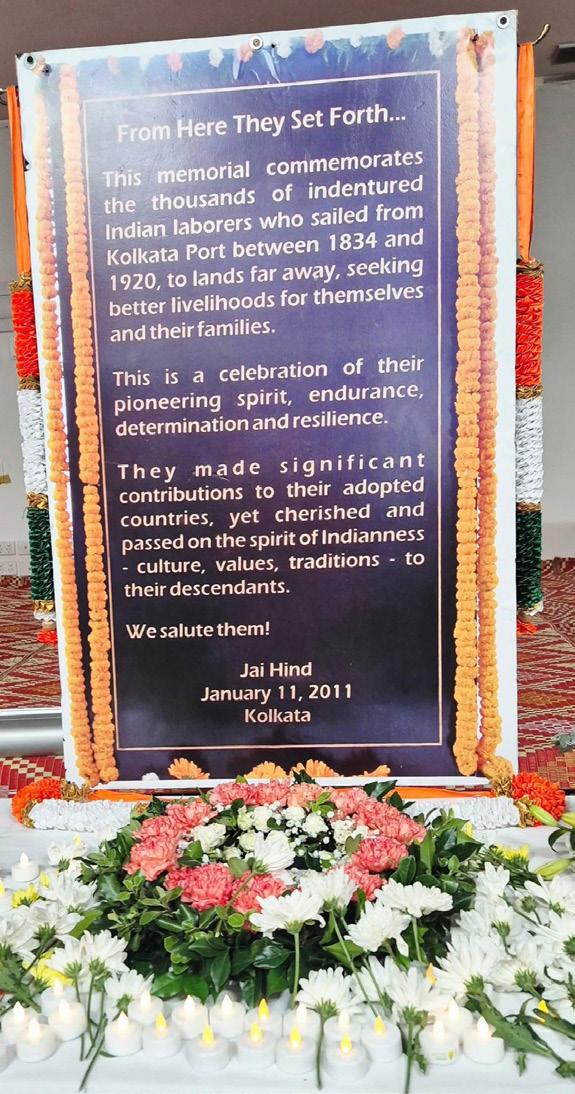 From Here They Set Forth...
This memorial commemorates
the thousands of indentured
Indian laborers who sailed from
Kolkata Port between 1834 and
1920, to lands far away, seeking
better livelihoods for themselves
and their families.
This is a celebration of their
pioneering spirit, endurance,
determination and resilience.
They made significant
contributions to their adopted
countries, yet cherished and
passed on the spirit of Indianness
- culture, values, traditions - to
their descendants.
We salute them!
Jai Hind
January 11, 2011
Kolkata